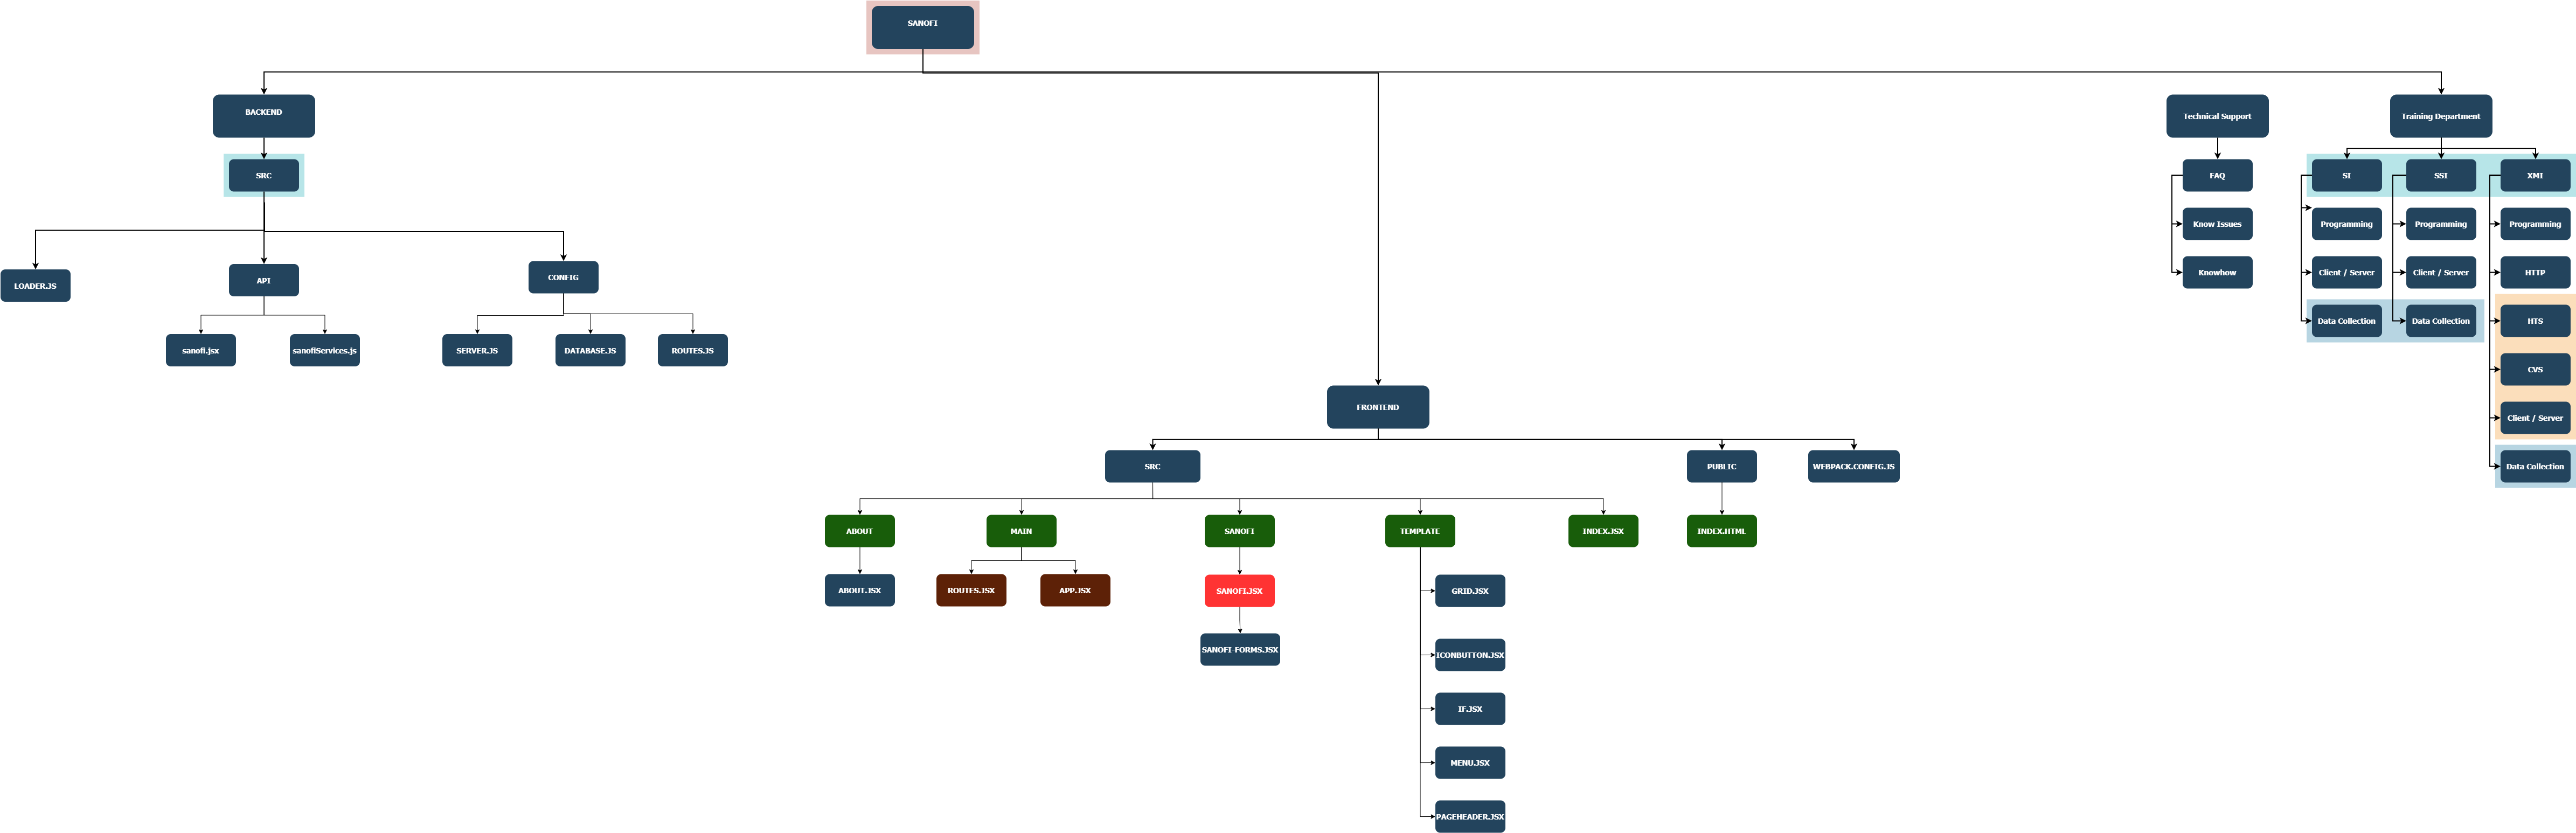 SANOFI
BACKEND
Technical Support
Training Department
SRC
FAQ
SI
SSI
XMI
Know Issues
Programming
Programming
Programming
LOADER.JS
API
CONFIG
Knowhow
Client / Server
Client / Server
HTTP
sanofi.jsx
sanofiServices.js
SERVER.JS
DATABASE.JS
ROUTES.JS
Data Collection
Data Collection
HTS
CVS
FRONTEND
Client / Server
SRC
PUBLIC
WEBPACK.CONFIG.JS
Data Collection
ABOUT
MAIN
SANOFI
TEMPLATE
INDEX.JSX
INDEX.HTML
ABOUT.JSX
ROUTES.JSX
APP.JSX
SANOFI.JSX
GRID.JSX
SANOFI-FORMS.JSX
ICONBUTTON.JSX
IF.JSX
MENU.JSX
PAGEHEADER.JSX